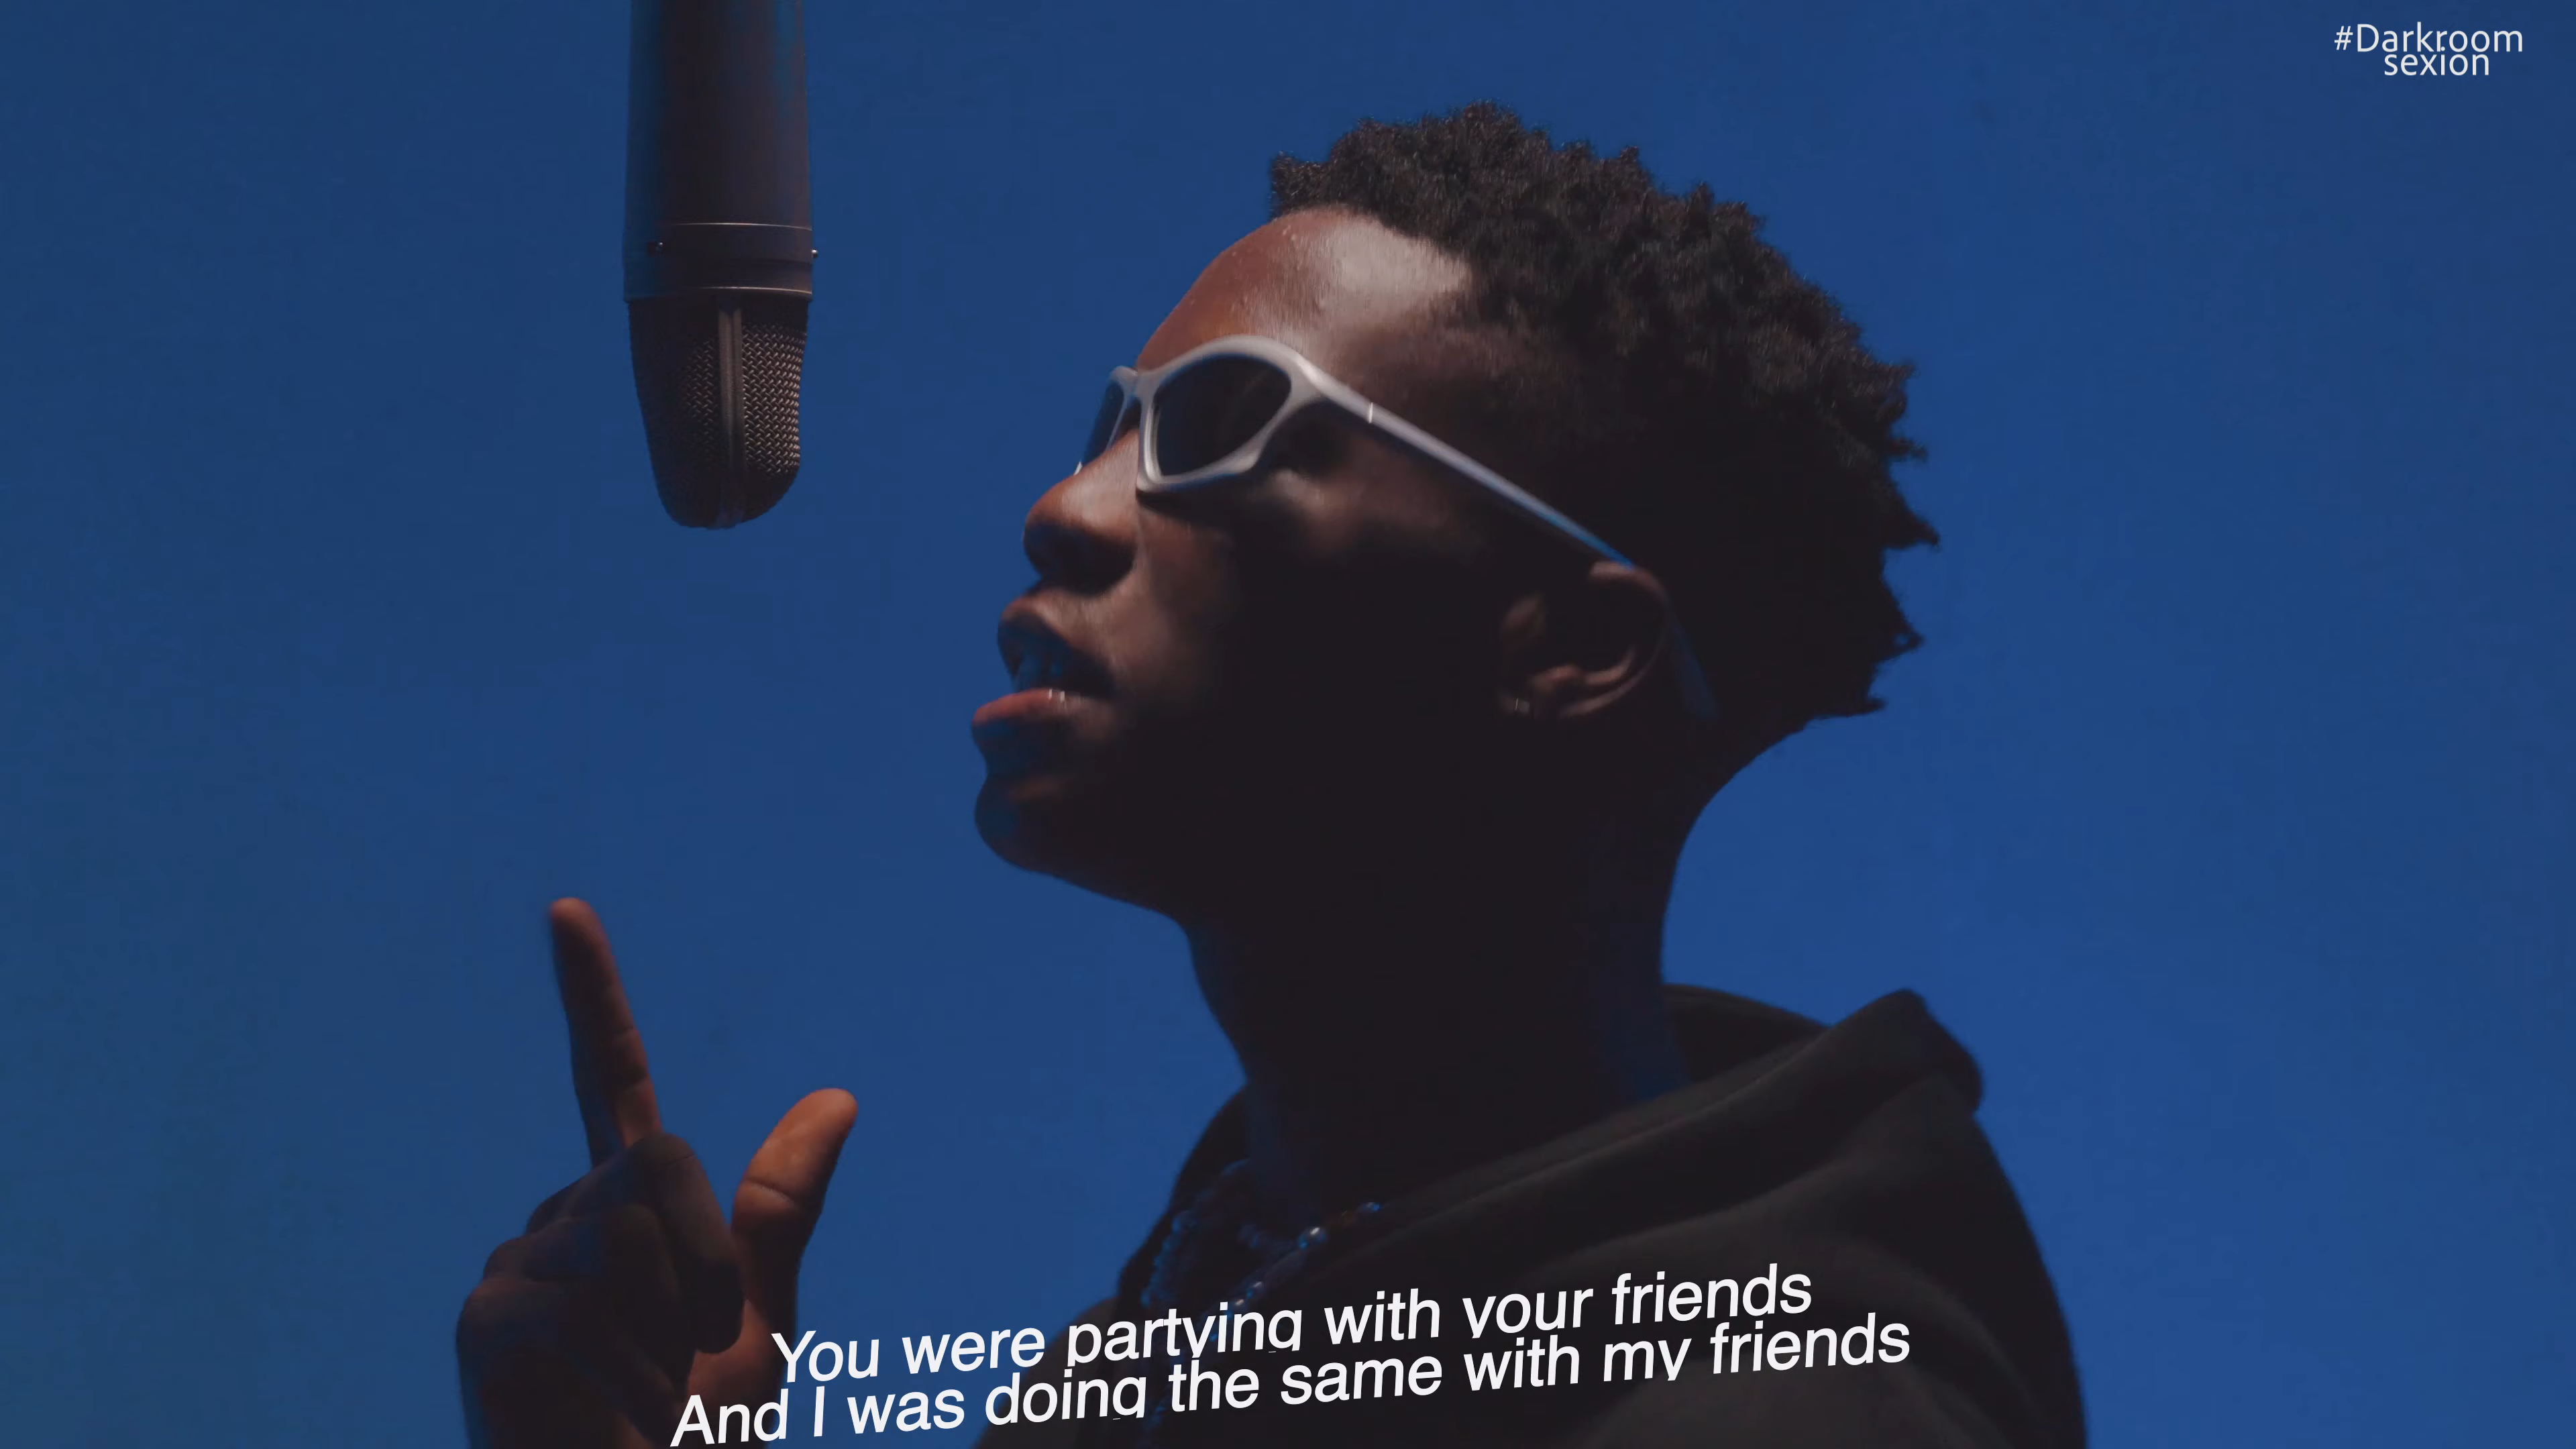 #Darkroom
sexion
You were partying with your friends
And I was doing the same with my friends